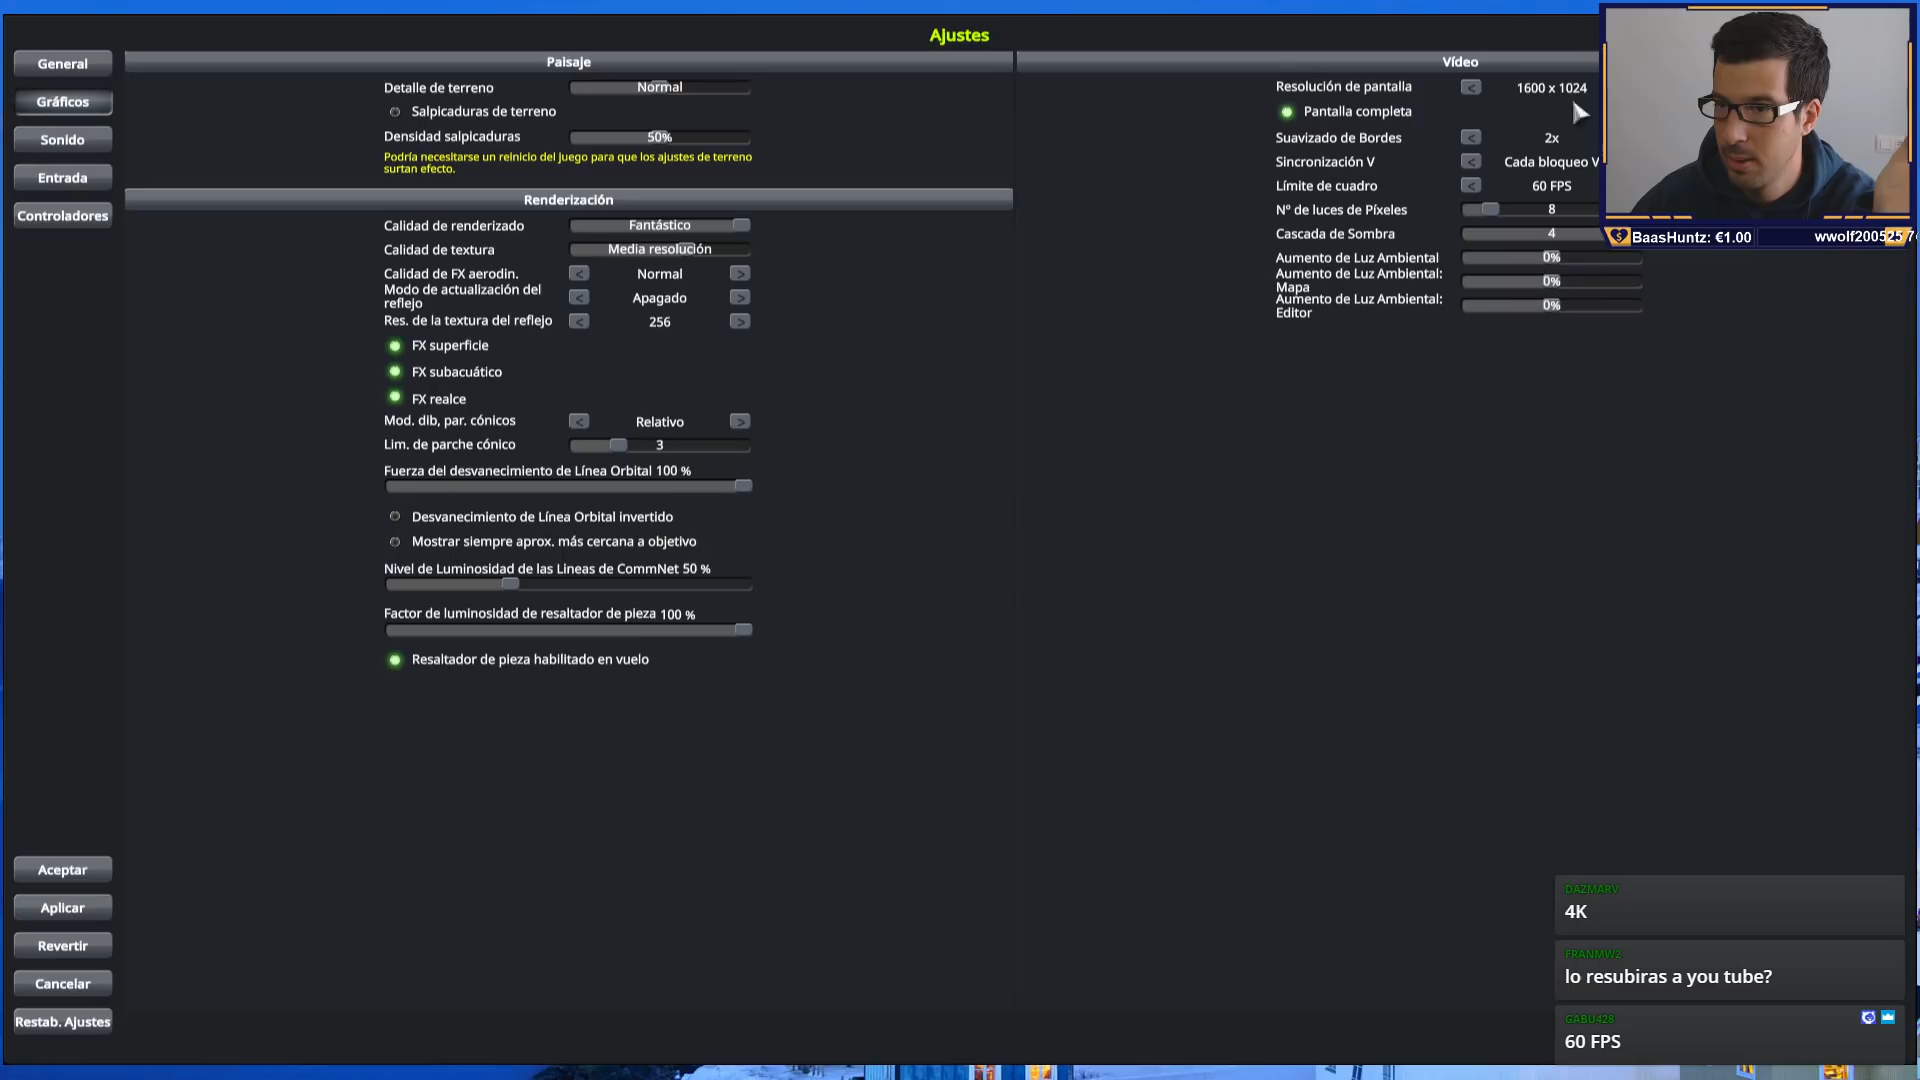 Ajustes
General
Gráficos
Sonido
Entrada
Controladores
Paisaje
Detalle de terreno
Normal
Salpicaduras de terreno
Densidad salpicaduras
50%
Podría necesitarse un reinicio del juego para que los ajustes de terreno
surtan efecto.
Renderización
Calidad de renderizado
Fantástico
Calidad de textura
Media resolución
Calidad de FX aerodin.
< Normal >
Modo de actualización del
reflejo
< Apagado >
Res. de la textura del reflejo
< 256 >
FX superficie
FX subacuático
FX realce
Mod. dib, par. cónicos
< Relativo >
Lim. de parche cónico
3
Fuerza del desvanecimiento de Línea Orbital 100 %
Desvanecimiento de Línea Orbital invertido
Mostrar siempre aprox. más cercana a objetivo
Nivel de Luminosidad de las Lineas de CommNet 50 %
Factor de luminosidad de resaltador de pieza 100 %
Resaltador de pieza habilitado en vuelo
Vídeo
Resolución de pantalla
< 1600 x 1024
Pantalla completa
Suavizado de Bordes
< 2x
Sincronización V
< Cada bloqueo V
Límite de cuadro
< 60 FPS
Nº de luces de Píxeles
8
Cascada de Sombra
4
Aumento de Luz Ambiental
0%
Aumento de Luz Ambiental:
Mapa
0%
Aumento de Luz Ambiental:
Editor
0%
BaasHuntz: €1.00
wwolf200525
Aceptar
Aplicar
Revertir
Cancelar
Restab. Ajustes
DAZMARV
4K
FRANMW2
lo resubiras a you tube?
GABU428
60 FPS